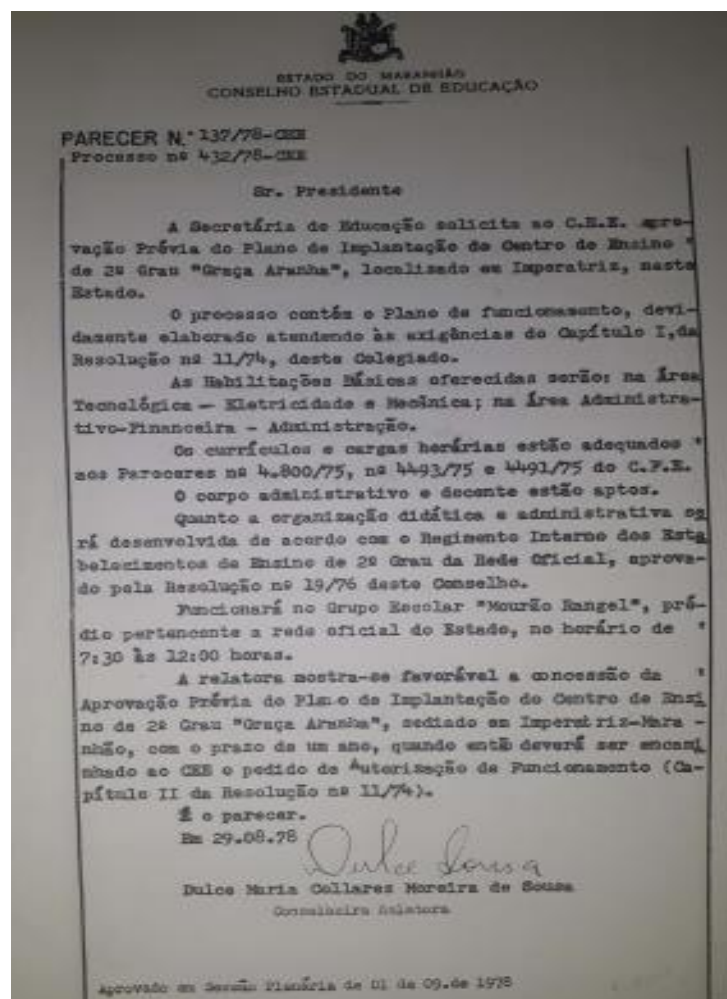 ESTADO DO MARANHÃO
CONSELHO ESTADUAL DE EDUCAÇÃO
PARECER N.º 137/78-CEE
Processo nº 432/78-CEE
Sr. Presidente
A Secretária de Educação solicita ao C.E.E. apro-
vação Prévia do Plano de Implantação do Centro de Ensino '
de 2º Grau "Graça Aranha", localizado em Imperatriz, neste
Estado.
O processo contém o Plano de funcionamento, devi-
damente elaborado atendendo às exigências do Capítulo I,da
Resolução nº 11/74, deste Colegiado.
As Habilitações Básicas oferecidas serão: na Área
Tecnológica - Eletricidade e Mecânica; na Área Administra-
tivo-Financeira - Administração.
Os currículos e cargas horárias estão adequados '
aos Pareceres nº 4.800/75, nº 4493/75 e 4491/75 do C.F.E.
O corpo administrativo e docente estão aptos.
Quanto a organização didática e administrativa se
rá desenvolvida de acordo com o Regimento Interno dos Esta
belecimentos de Ensino de 2º Grau da Rede Oficial, aprova-
do pela Resolução nº 19/76 deste Conselho.
Funcionará no Grupo Escolar "Mourão Rangel", pré-
dio pertencente a rede oficial do Estado, no horário de '
7:30 às 12:00 horas.
A relatora mostra-se favorável a concessão da '
Aprovação Prévia do Plano de Implantação do Centro de Ensi
no de 2º Grau "Graça Aranha", sediado em Imperatriz-Mara -
nhão, com o prazo de um ano, quando então deverá ser encami
nhado ao CEE o pedido de Autorização de Funcionamento (Ca-
pítulo II da Resolução nº 11/74).
É o parecer.
Em 29.08.78
Dulce Sousa
Dulce Maria Collares Moreira de Sousa
Conselheira Relatora
Aprovado em Sessão Plenária de 01 de 09.de 1978